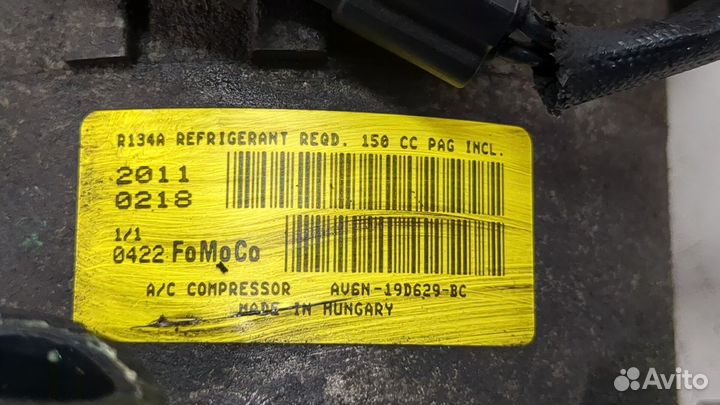 R134A REFRIGERANT REQD. 150 CC PAG INCL.
2011
0218
1/1
0422 FoMoCo
A/C COMPRESSOR AV6N-19D629-BC
MADE IN HUNGARY
Avito